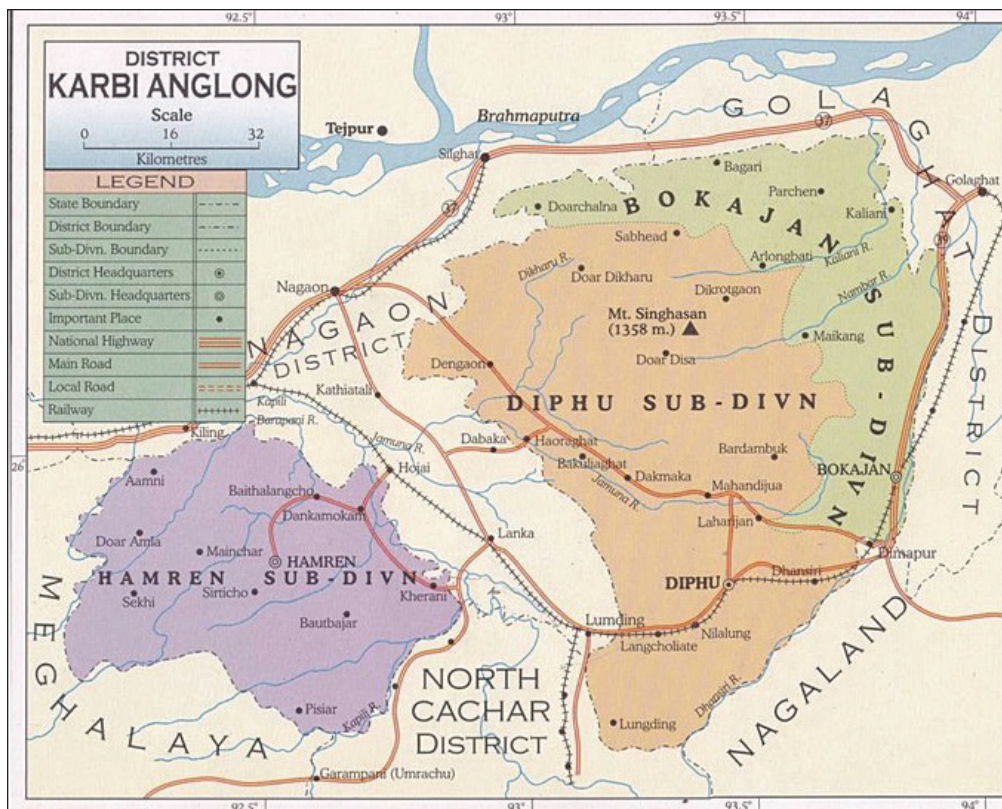 92.5°
93°
93.5°
94°
DISTRICT
KARBI ANGLONG
Scale
0 16 32
Kilometres
LEGEND
State Boundary
District Boundary
Sub-Divn. Boundary
District Headquarters
Sub-Divn. Headquarters
Important Place
National Highway
Main Road
Local Road
Railway
Tejpur
Brahmaputra
GOLAGHAT DISTRICT
37
Silghat
Bagari
Parchen
Golaghat
Doarchalna
BOKAJAN SUB-DIVN
Kaliani
37
Sabhead
39
Dikharu R.
Doar Dikharu
Arlongbati
Kaliani R.
Nagaon
Dikrotgaon
Nambar R.
NAGAON
DISTRICT
Mt. Singhasan
(1358 m.)
Maikang
Dengaon
Doar Disa
Kathiatali
Kapili
DIPHU SUB-DIVN
Barapani R.
Kiling
Jamuna R.
Dabaka
Haoraghat
26
Aamni
Hojai
Bakuliaghat
Bardambuk
BOKAJAN
Dakmaka
Jamuna R.
Mahandijua
Baithalangcho
Dankamokam
Laharijan
Doar Amla
Lanka
Dimapur
Mainchar
HAMREN
HAMREN SUB-DIVN
Dhansiri
DIPHU
Sekhi
Sirticho
Kherani
Bautbajar
Lumding
Nilalung
Langcholiate
MEGHALAYA
NORTH
CACHAR
DISTRICT
NAGALAND
Dhansiri R.
Pisiar
Kapili R.
Lungding
Garampani (Umrachu)
92.5°
93°
93.5°
94°